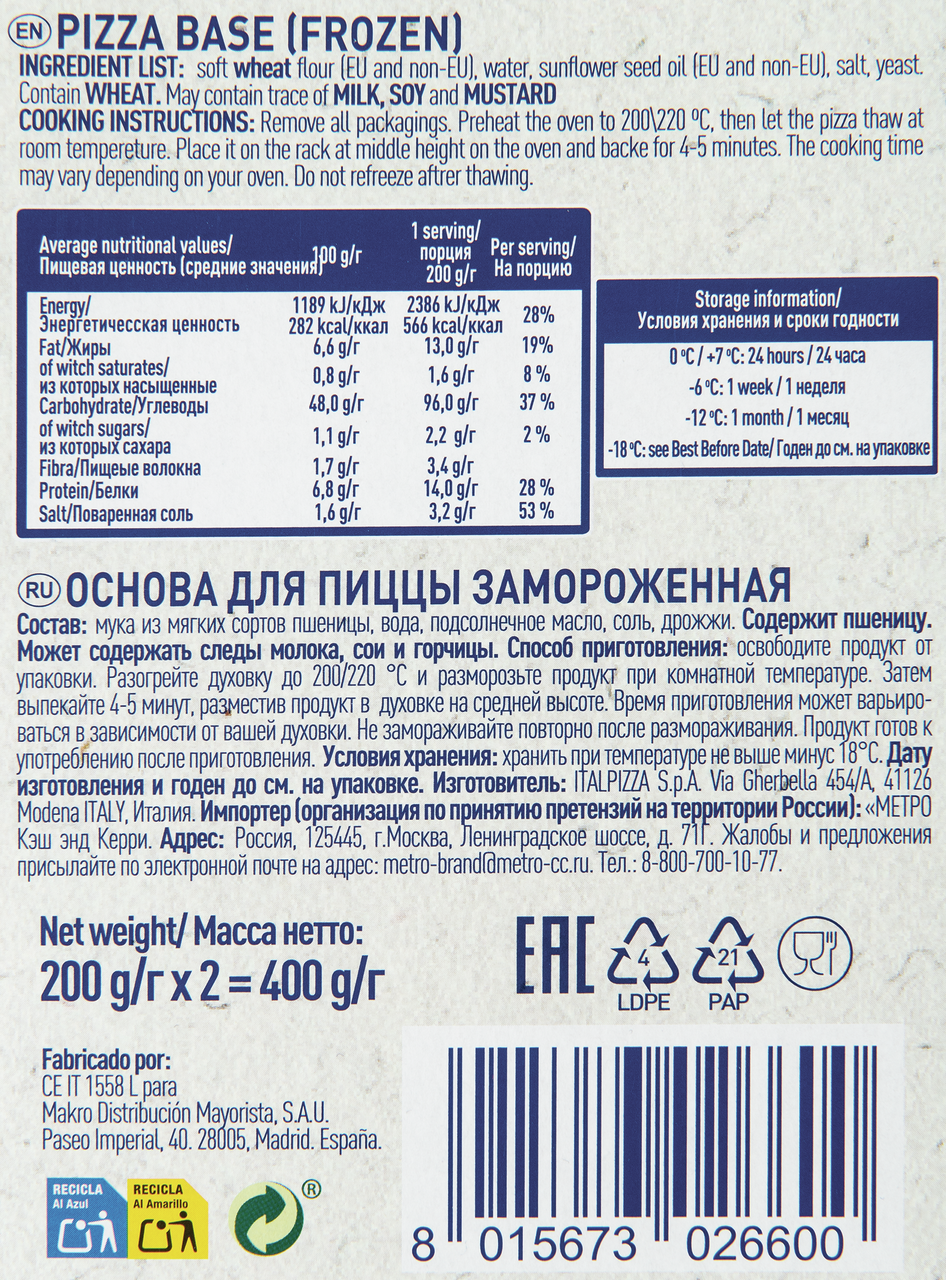 EN PIZZA BASE (FROZEN)
INGREDIENT LIST: soft wheat flour (EU and non-EU), water, sunflower seed oil (EU and non-EU), salt, yeast.
Contain WHEAT. May contain trace of MILK, SOY and MUSTARD
COOKING INSTRUCTIONS: Remove all packagings. Preheat the oven to 200\220 °C, then let the pizza thaw at
room tempereture. Place it on the rack at middle height on the oven and backe for 4-5 minutes. The cooking time
may vary depending on your oven. Do not refreeze aftrer thawing.
Average nutritional values/
Пищевая ценность (средние значения)
100 g/г
1 serving/
порция
200 g/г
Per serving/
На порцию
Energy/
Энергетичесская ценность
1189 kJ/кДж 2386 kJ/кДж
282 kcal/ккал 566 kcal/ккал
28%
Fat/Жиры 6,6 g/г 13,0 g/г 19%
of witch saturates/
из которых насыщенные 0,8 g/г 1,6 g/г 8 %
Carbohydrate/Углеводы 48,0 g/г 96,0 g/г 37 %
of witch sugars/
из которых сахара 1,1 g/г 2,2 g/г 2 %
Fibra/Пищеые волокна 1,7 g/г 3,4 g/г
Protein/Белки 6,8 g/г 14,0 g/г 28 %
Salt/Поваренная соль 1,6 g/г 3,2 g/г 53 %
Storage information/
Условия хранения и сроки годности
0 °C / +7 °C: 24 hours / 24 часа
-6 °C: 1 week / 1 неделя
-12 °C: 1 month / 1 месяц
-18 °C: see Best Before Date/ Годен до см. на упаковке
RU ОСНОВА ДЛЯ ПИЦЦЫ ЗАМОРОЖЕННАЯ
Состав: мука из мягких сортов пшеницы, вода, подсолнечное масло, соль, дрожжи. Содержит пшеницу.
Может содержать следы молока, сои и горчицы. Способ приготовления: освободите продукт от
упаковки. Разогрейте духовку до 200/220 °C и разморозьте продукт при комнатной температуре. Затем
выпекайте 4-5 минут, разместив продукт в духовке на средней высоте. Время приготовления может варьиро-
ваться в зависимости от вашей духовки. Не замораживайте повторно после размораживания. Продукт готов к
употреблению после приготовления. Условия хранения: хранить при температуре не выше минус 18°C. Дату
изготовления и годен до см. на упаковке. Изготовитель: ITALPIZZA S.p.A. Via Gherbella 454/A, 41126
Modena ITALY, Италия. Импортер (организация по принятию претензий на территории России): «МЕТРО
Кэш энд Керри. Адрес: Россия, 125445, г.Москва, Ленинградское шоссе, д. 71Г. Жалобы и предложения
присылайте по электронной почте на адрес: metro-brand@metro-cc.ru. Тел.: 8-800-700-10-77.
Net weight/ Масса нетто:
200 g/г x 2 = 400 g/г
EAC
4
LDPE
21
PAP
Fabricado por:
CE IT 1558 L para
Makro Distribución Mayorista, S.A.U.
Paseo Imperial, 40. 28005, Madrid. España.
RECICLA
Al Azul
RECICLA
Al Amarillo
®
8 015673 026600